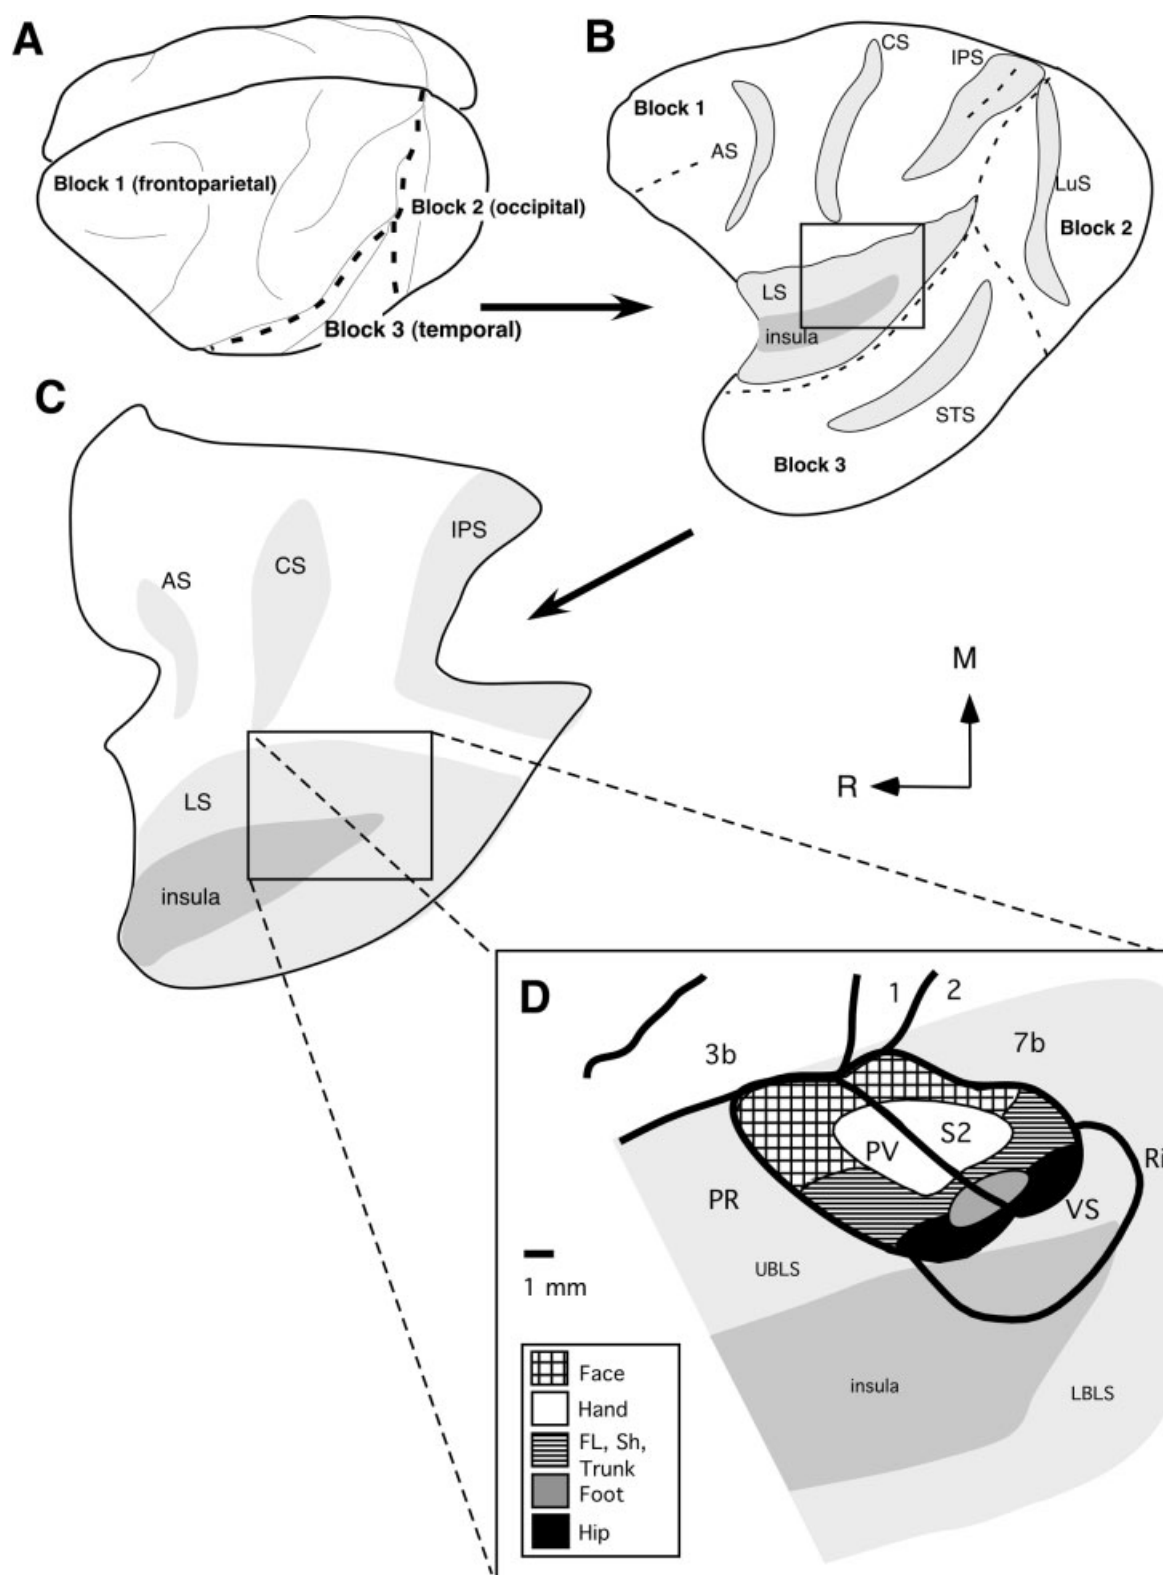 A
Block 1 (frontoparietal)
Block 2 (occipital)
Block 3 (temporal)
B
CS
IPS
Block 1
AS
LuS
Block 2
LS
insula
STS
Block 3
C
IPS
CS
AS
LS
insula
M
R
D
1
2
3b
7b
S2
PV
Ri
PR
VS
UBLS
1 mm
insula
LBLS
Face
Hand
FL, Sh,
Trunk
Foot
Hip